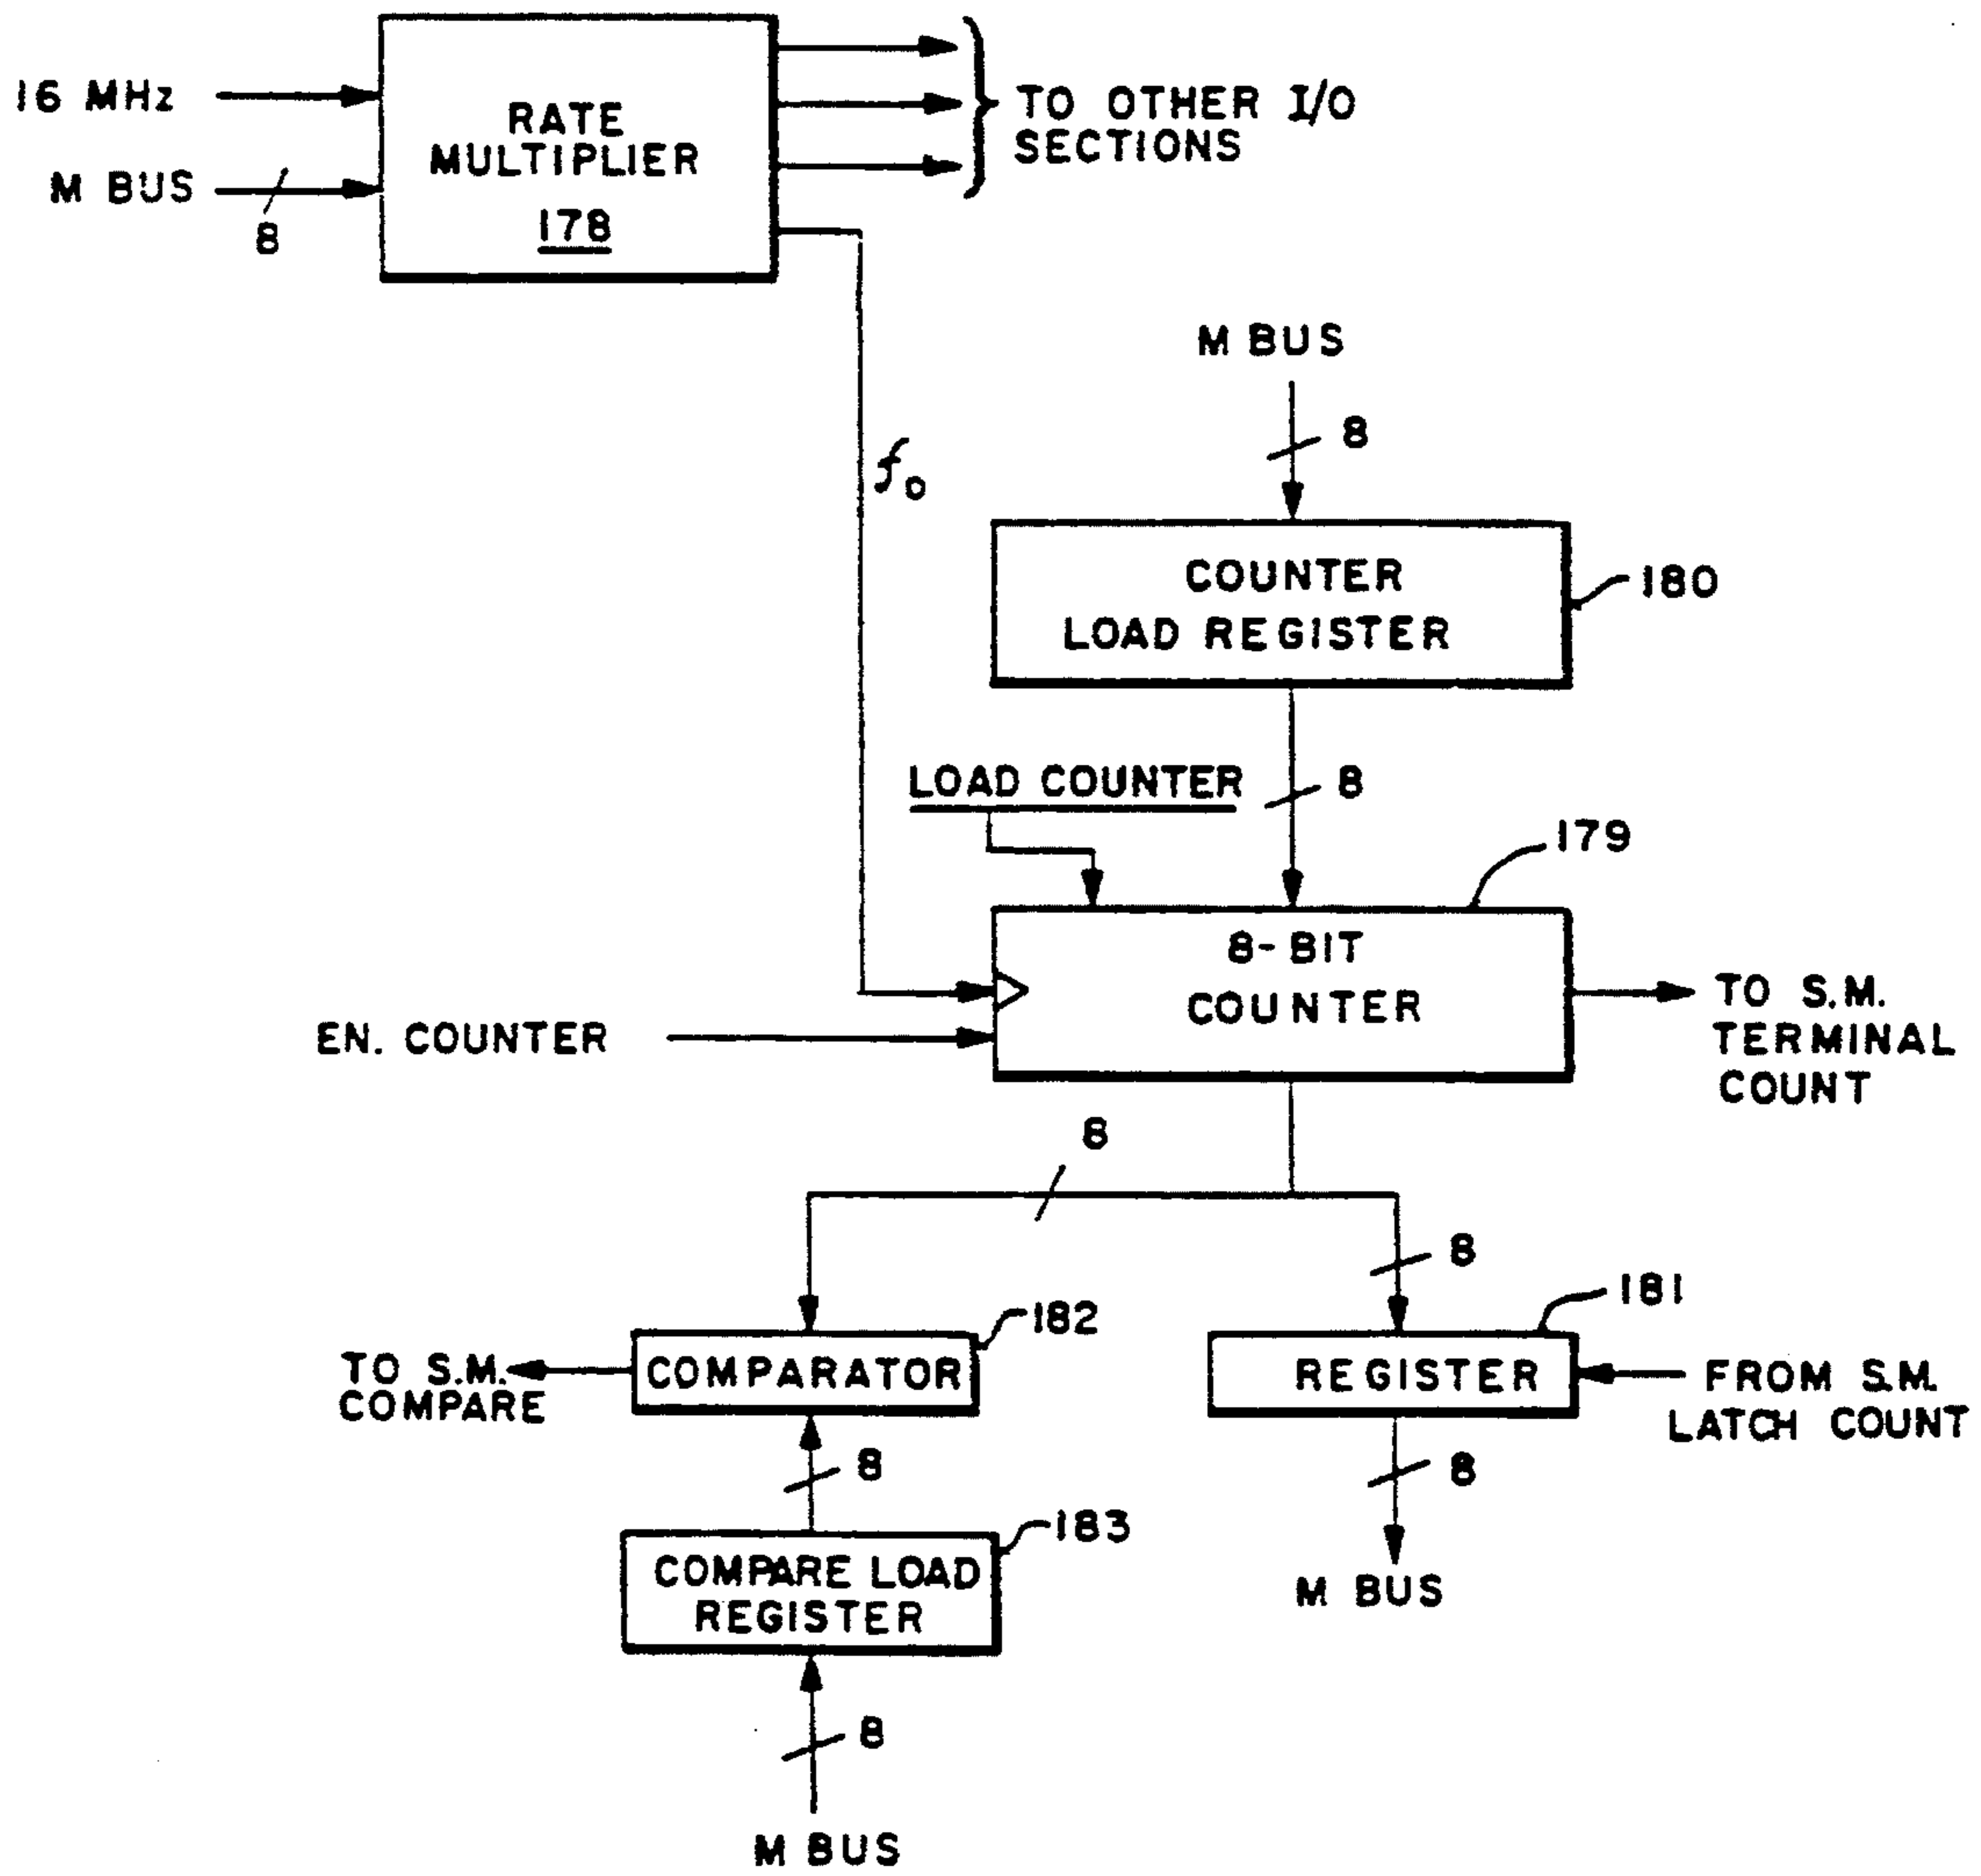 16 MHz
M BUS
8
RATE
MULTIPLIER
178
TO OTHER I/O
SECTIONS
f0
M BUS
8
COUNTER
LOAD REGISTER
180
LOAD COUNTER
8
179
8-BIT
COUNTER
EN. COUNTER
TO S.M.
TERMINAL
COUNT
8
8
182
181
TO S.M.
COMPARE
COMPARATOR
REGISTER
FROM S.M.
LATCH COUNT
8
8
183
COMPARE LOAD
REGISTER
M BUS
8
M BUS